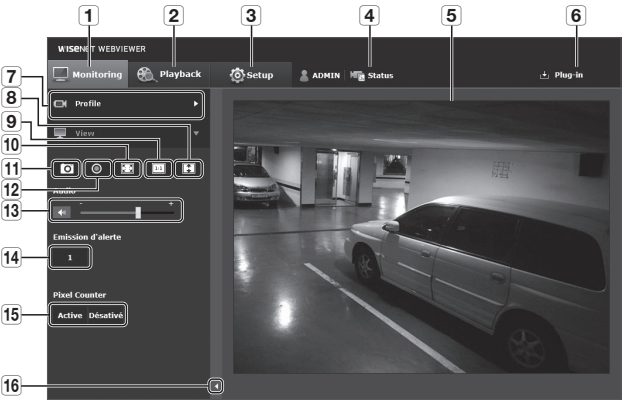 1 2 3 4 5 6
WISENET WEBVIEWER
Monitoring Playback Setup ADMIN Status Plug-in
7
Profile
8
View
9
10
11
1:1
12
Audio
13
- +
Emission d'alerte
14
1
Pixel Counter
15
Active Désativé
16